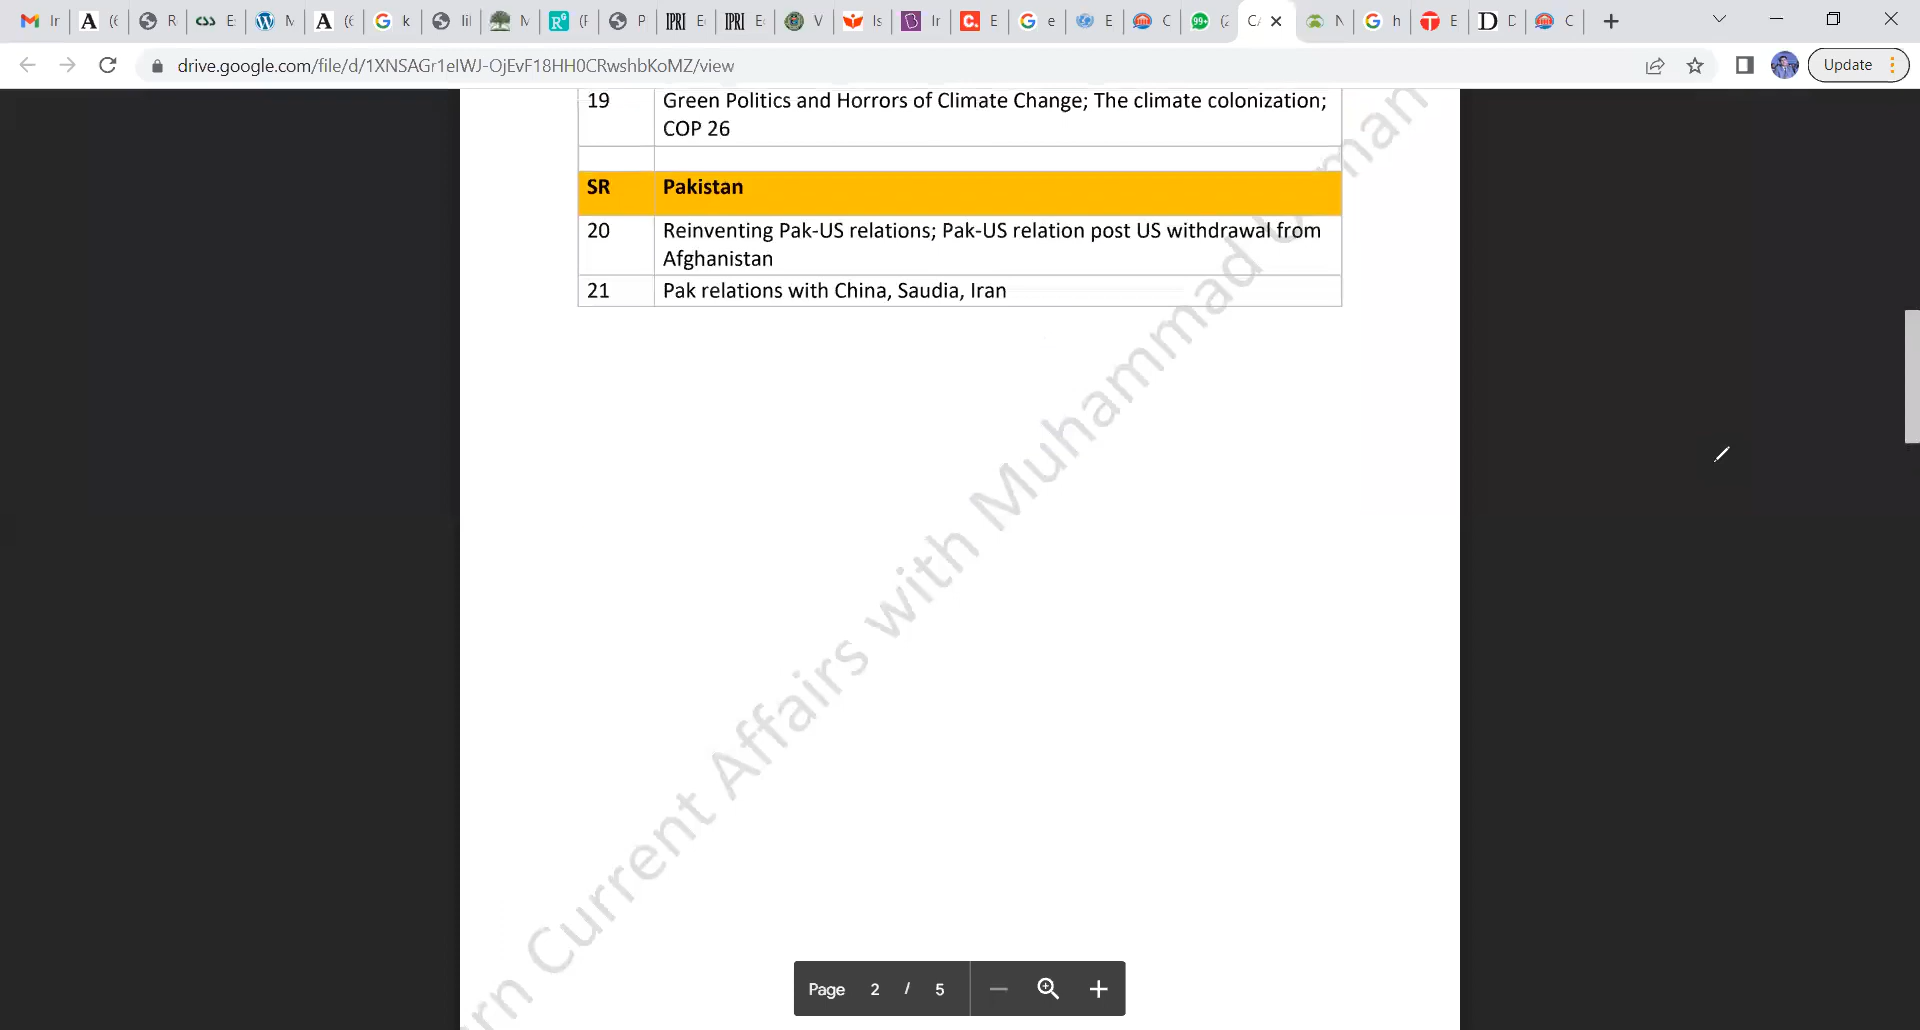 drive.google.com/file/d/1XNSAGr1elWJ-OjEvF18HH0CRwshbKoMZ/view
Update
19 Green Politics and Horrors of Climate Change; The climate colonization;
COP 26
SR Pakistan
20 Reinventing Pak-US relations; Pak-US relation post US withdrawal from
Afghanistan
21 Pak relations with China, Saudia, Iran
Current Affairs with Muhammad
Page 2 / 5